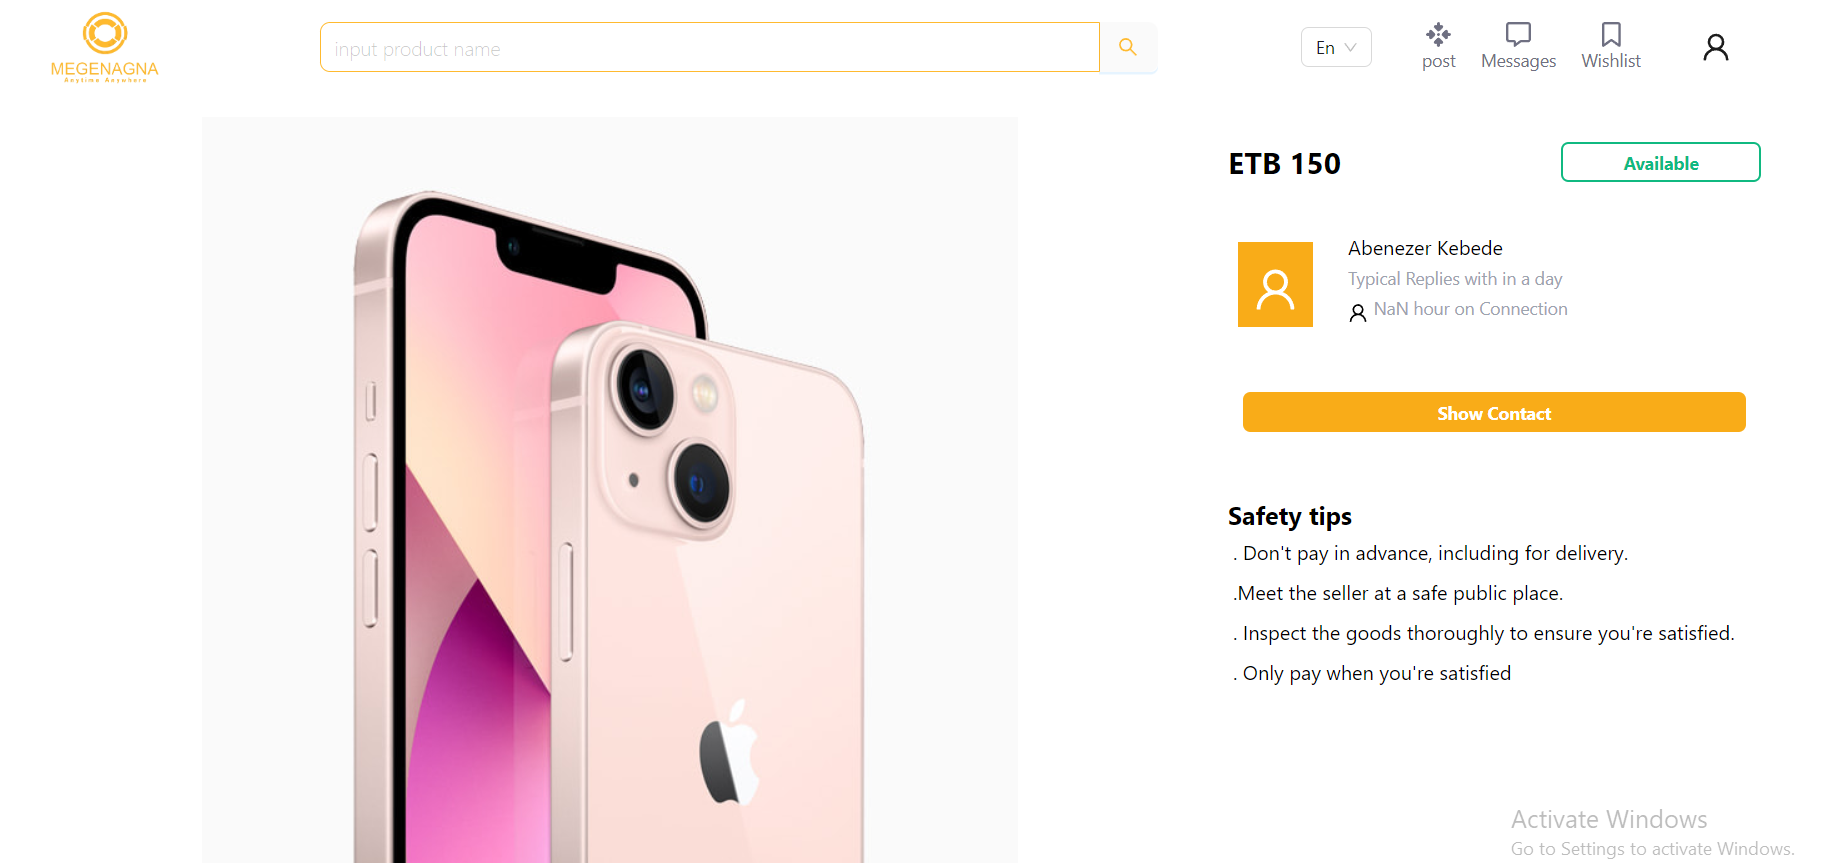 MEGENAGNA
Anytime Anywhere
input product name
En
post
Messages
Wishlist
ETB 150
Available
Abenezer Kebede
Typical Replies with in a day
NaN hour on Connection
Show Contact
Safety tips
. Don't pay in advance, including for delivery.
.Meet the seller at a safe public place.
. Inspect the goods thoroughly to ensure you're satisfied.
. Only pay when you're satisfied
Activate Windows
Go to Settings to activate Windows.